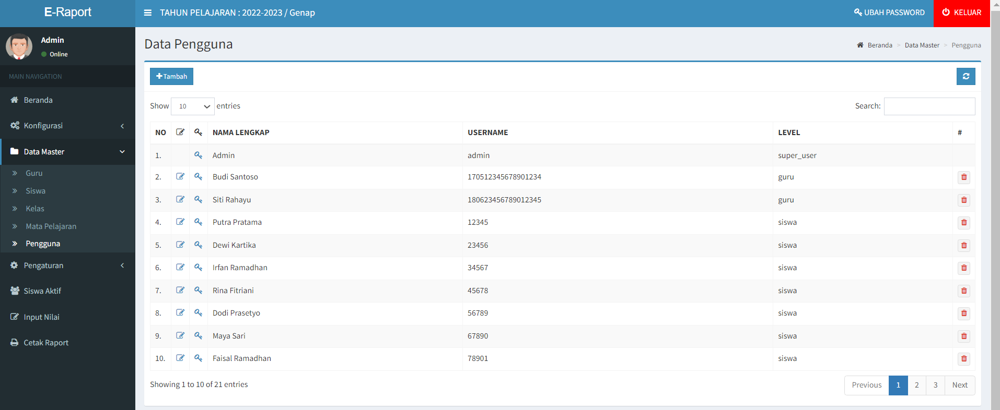 E-Raport
TAHUN PELAJARAN : 2022-2023 / Genap
UBAH PASSWORD
KELUAR
Admin
Online
MAIN NAVIGATION
Beranda
Konfigurasi
Data Master
Guru
Siswa
Kelas
Mata Pelajaran
Pengguna
Pengaturan
Siswa Aktif
Input Nilai
Cetak Raport
Data Pengguna
Beranda > Data Master > Pengguna
Tambah
Show 10 entries
Search:
NO NAMA LENGKAP USERNAME LEVEL #
1. Admin admin super_user
2. Budi Santoso 170512345678901234 guru
3. Siti Rahayu 180623456789012345 guru
4. Putra Pratama 12345 siswa
5. Dewi Kartika 23456 siswa
6. Irfan Ramadhan 34567 siswa
7. Rina Fitriani 45678 siswa
8. Dodi Prasetyo 56789 siswa
9. Maya Sari 67890 siswa
10. Faisal Ramadhan 78901 siswa
Showing 1 to 10 of 21 entries
Previous 1 2 3 Next